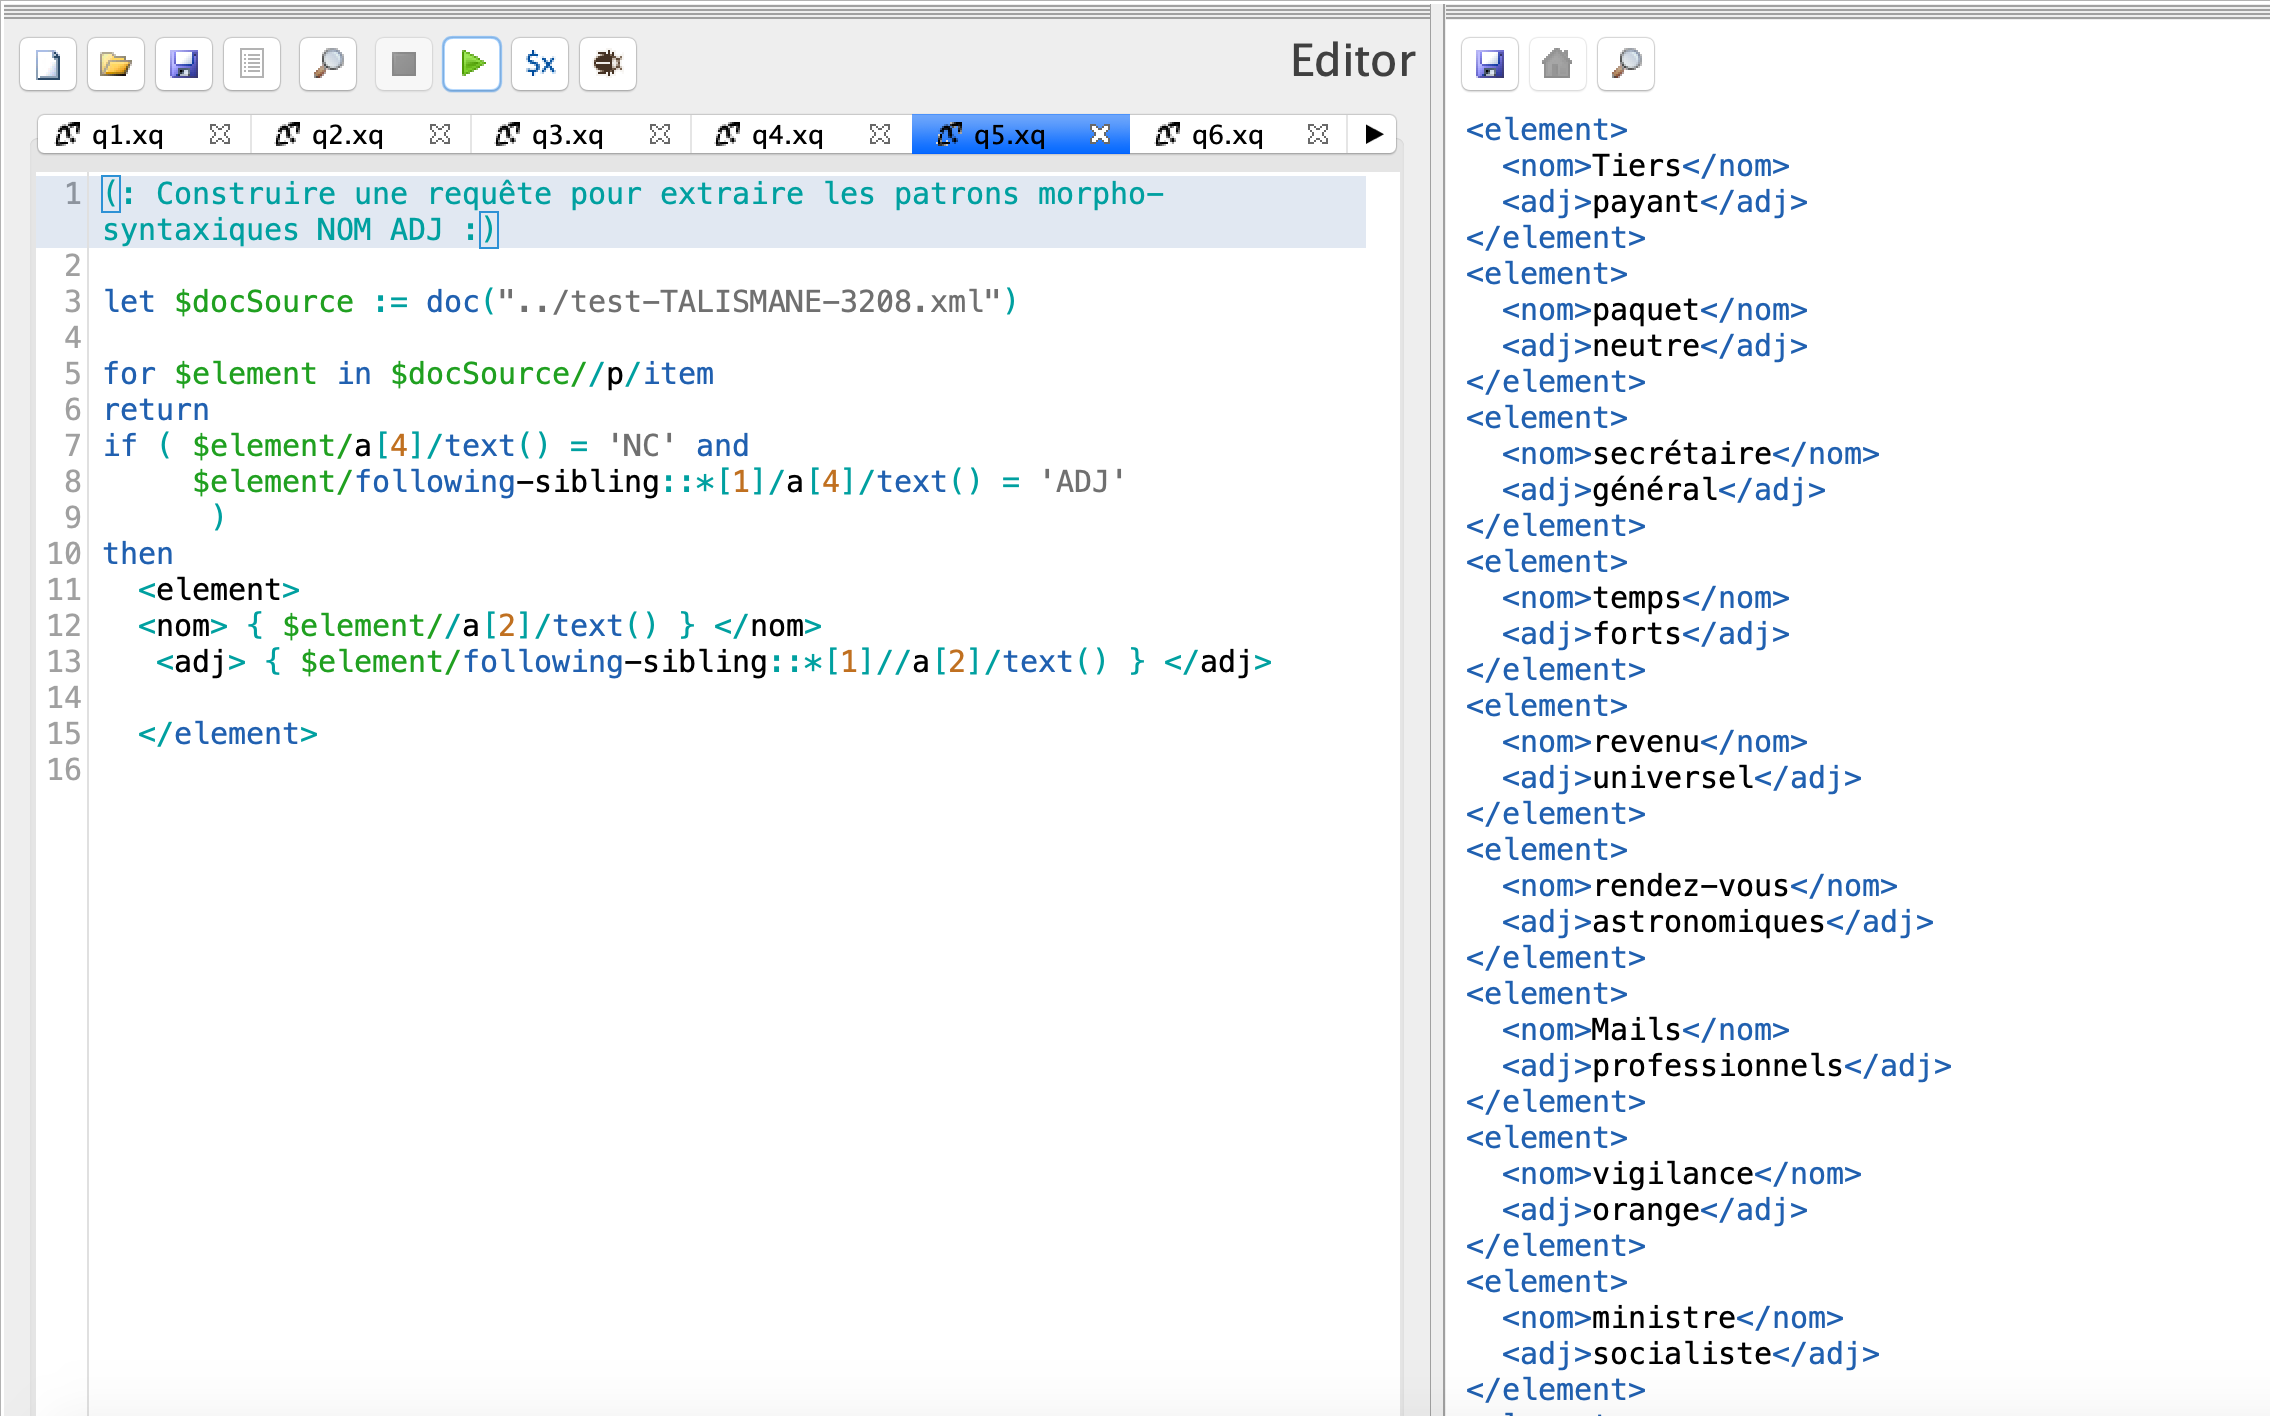 Editor
q1.xq
q2.xq
q3.xq
q4.xq
q5.xq
q6.xq
$x
1 (: Construire une requête pour extraire les patrons morpho-
syntaxiques NOM ADJ :)
2
3 let $docSource := doc("../test-TALISMANE-3208.xml")
4
5 for $element in $docSource//p/item
6 return
7 if ( $element/a[4]/text() = 'NC' and
8 $element/following-sibling::*[1]/a[4]/text() = 'ADJ'
9 )
10 then
11 <element>
12 <nom> { $element//a[2]/text() } </nom>
13 <adj> { $element/following-sibling::*[1]//a[2]/text() } </adj>
14
15 </element>
16
<element>
<nom>Tiers</nom>
<adj>payant</adj>
</element>
<element>
<nom>paquet</nom>
<adj>neutre</adj>
</element>
<element>
<nom>secrétaire</nom>
<adj>général</adj>
</element>
<element>
<nom>temps</nom>
<adj>forts</adj>
</element>
<element>
<nom>revenu</nom>
<adj>universel</adj>
</element>
<element>
<nom>rendez-vous</nom>
<adj>astronomiques</adj>
</element>
<element>
<nom>Mails</nom>
<adj>professionnels</adj>
</element>
<element>
<nom>vigilance</nom>
<adj>orange</adj>
</element>
<element>
<nom>ministre</nom>
<adj>socialiste</adj>
</element>